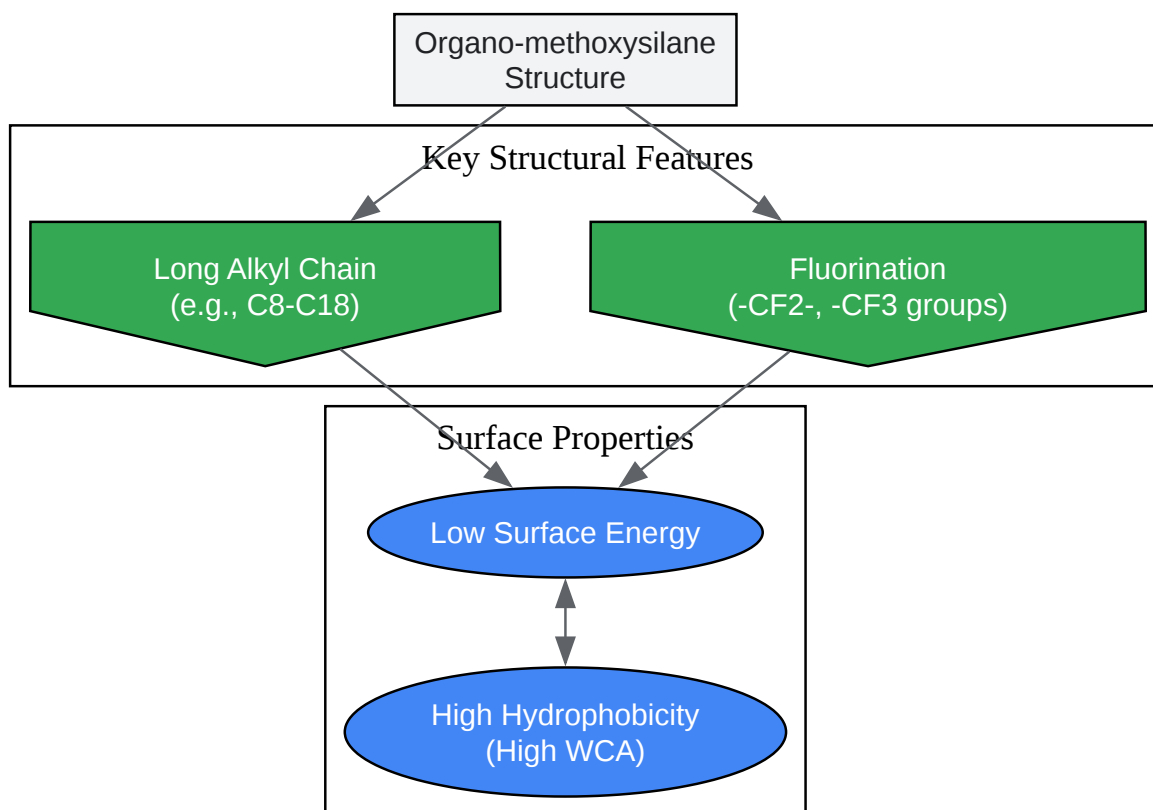 Organo-methoxysilane
Structure
Key Structural Features
Long Alkyl Chain
(e.g., C8-C18)
Fluorination
(-CF2-, -CF3 groups)
Surface Properties
Low Surface Energy
High Hydrophobicity
(High WCA)